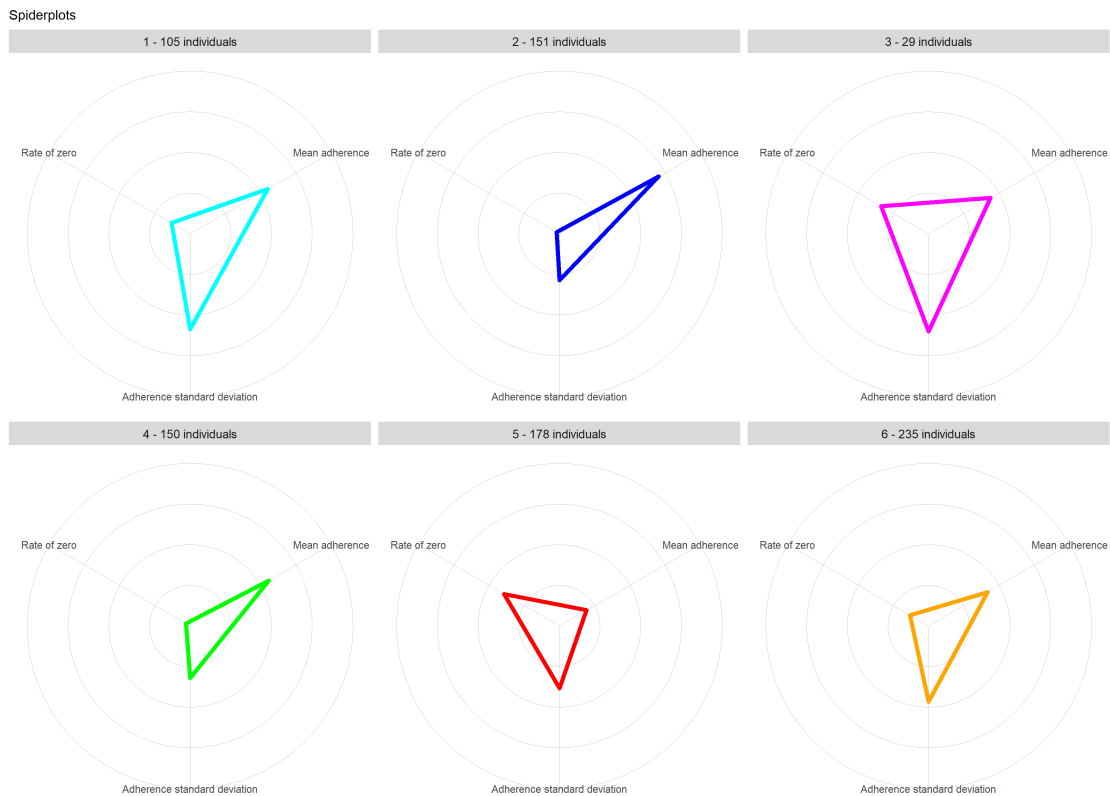 Spiderplots
1 - 105 individuals
2 - 151 individuals
3 - 29 individuals
Rate of zero
Mean adherence
Rate of zero
Mean adherence
Rate of zero
Mean adherence
Adherence standard deviation
Adherence standard deviation
Adherence standard deviation
4 - 150 individuals
5 - 178 individuals
6 - 235 individuals
Rate of zero
Mean adherence
Rate of zero
Mean adherence
Rate of zero
Mean adherence
Adherence standard deviation
Adherence standard deviation
Adherence standard deviation